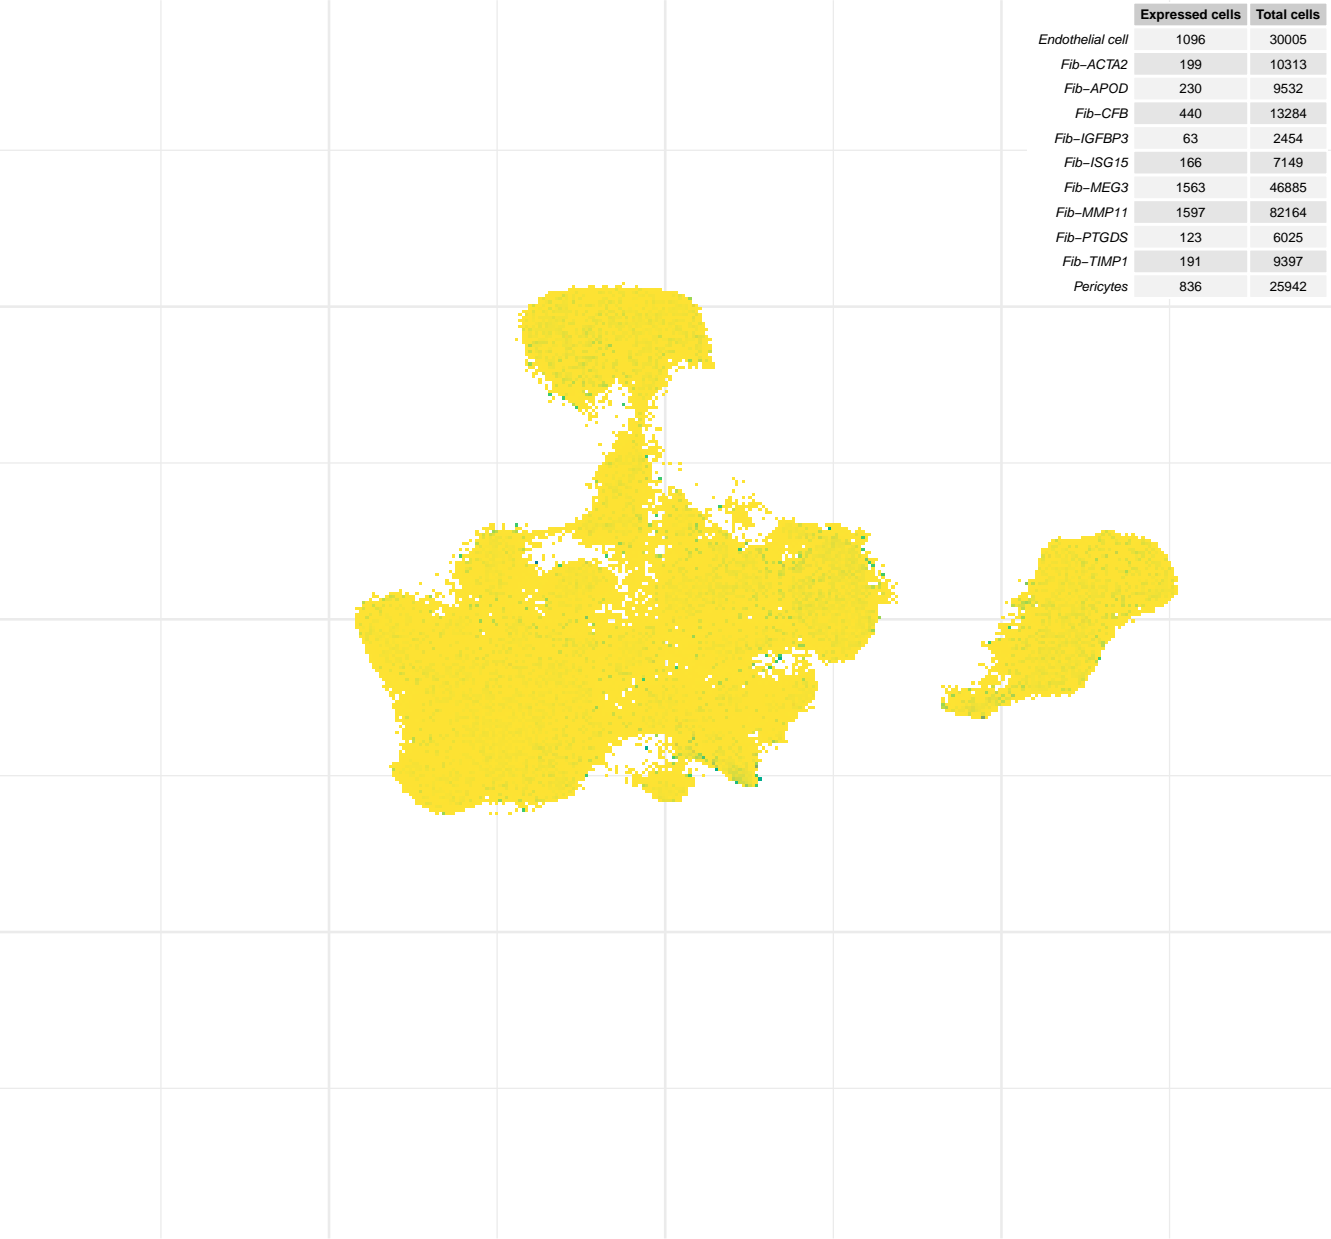 Expressed cells Total cells
Endothelial cell 1096 30005
Fib−ACTA2 199 10313
Fib−APOD 230 9532
Fib−CFB 440 13284
Fib−IGFBP3 63 2454
Fib−ISG15 166 7149
Fib−MEG3 1563 46885
Fib−MMP11 1597 82164
Fib−PTGDS 123 6025
Fib−TIMP1 191 9397
Pericytes 836 25942